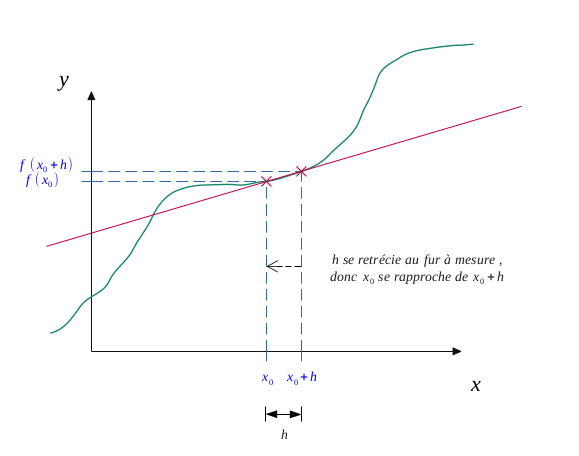 y
f (x₀+h)
f (x₀)
h se retrécie au fur à mesure ,
donc x₀ se rapproche de x₀+h
x₀ x₀+h
x
h